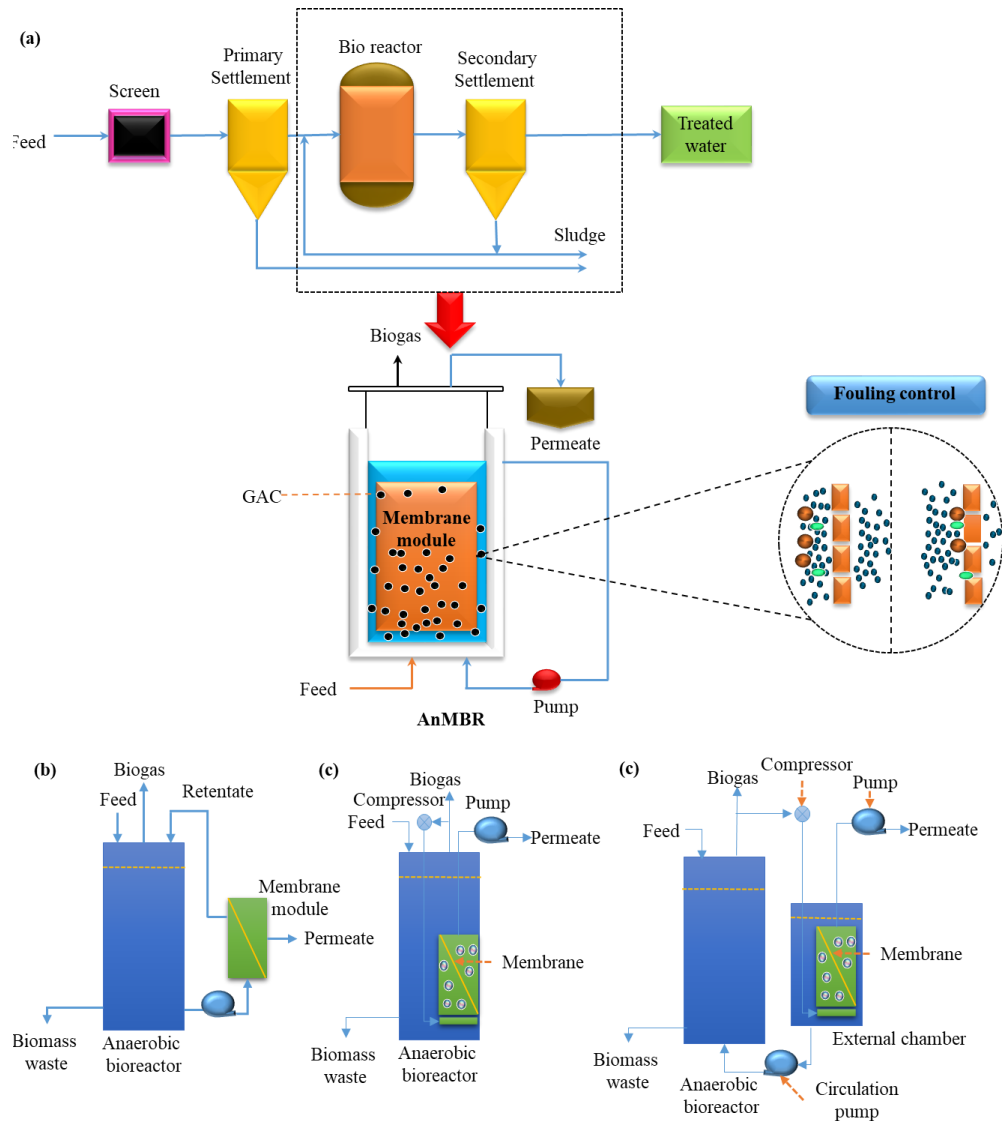 (a)
Bio reactor
Primary
Settlement
Secondary
Settlement
Screen
Feed
Treated
water
Sludge
Biogas
Permeate
Fouling control
GAC
Membrane
module
Feed
Pump
AnMBR
(b)
Biogas
Feed
Retentate
Membrane
module
Permeate
Biomass
waste
Anaerobic
bioreactor
(c)
Biogas
Compressor
Feed
Pump
Permeate
Membrane
Biomass
waste
Anaerobic
bioreactor
(c)
Compressor
Biogas
Pump
Feed
Permeate
Membrane
External chamber
Biomass
waste
Anaerobic
bioreactor
Circulation
pump